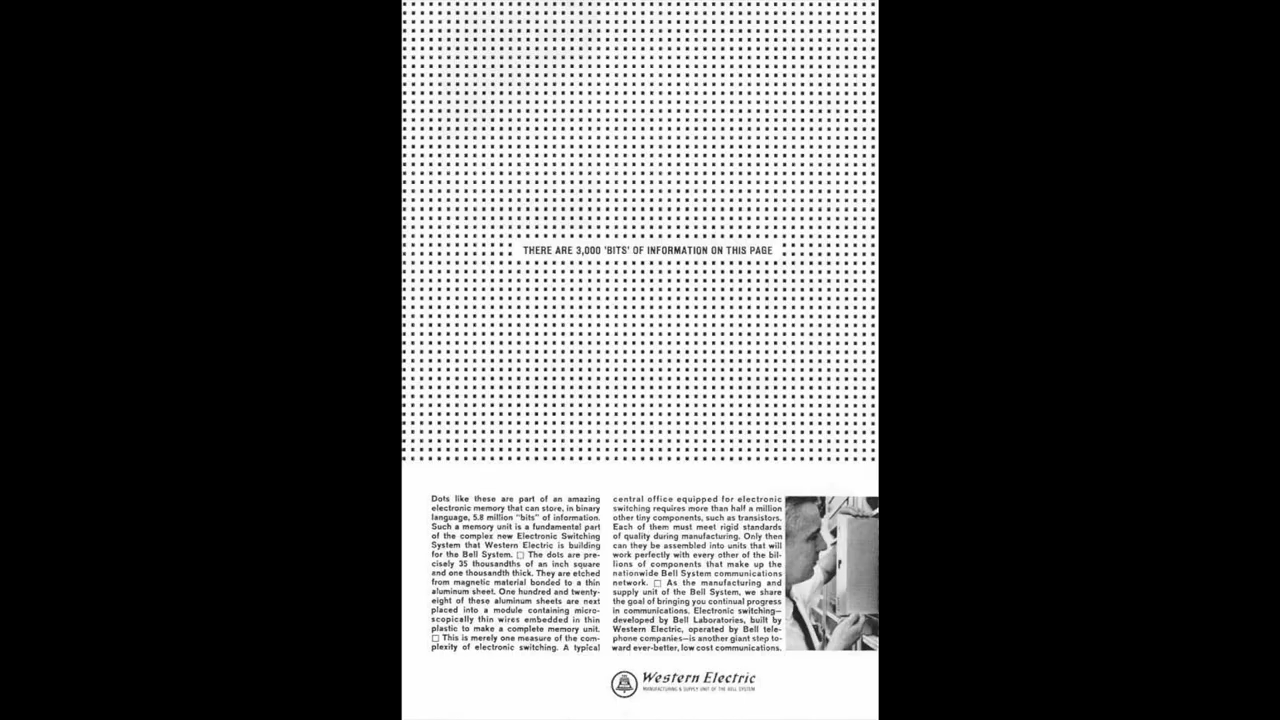 THERE ARE 3,000 'BITS' OF INFORMATION ON THIS PAGE
Dots like these are part of an amazing
electronic memory that can store, in binary
language, 5.8 million "bits" of information.
Such a memory unit is a fundamental part
of the complex new Electronic Switching
System that Western Electric is building
for the Bell System. □ The dots are pre-
cisely 35 thousandths of an inch square
and one thousandth thick. They are etched
from magnetic material bonded to a thin
aluminum sheet. One hundred and twenty-
eight of these aluminum sheets are next
placed into a module containing micro-
scopically thin wires embedded in thin
plastic to make a complete memory unit.
□ This is merely one measure of the com-
plexity of electronic switching. A typical
central office equipped for electronic
switching requires more than half a million
other tiny components, such as transistors.
Each of them must meet rigid standards
of quality during manufacturing. Only then
can they be assembled into units that will
work perfectly with every other of the bil-
lions of components that make up the
nationwide Bell System communications
network. □ As the manufacturing and
supply unit of the Bell System, we share
the goal of bringing you continual progress
in communications. Electronic switching—
developed by Bell Laboratories, built by
Western Electric, operated by Bell tele-
phone companies—is another giant step to-
ward ever-better, low cost communications.
Western Electric
MANUFACTURING & SUPPLY UNIT OF THE BELL SYSTEM